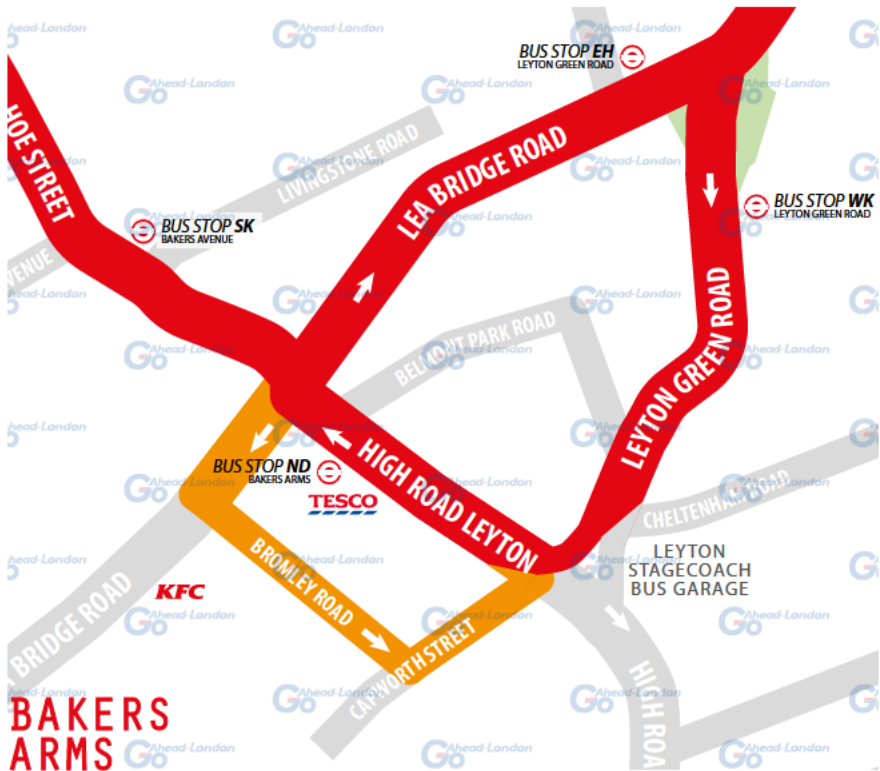 BUS STOP EH
LEYTON GREEN ROAD
HOE STREET
LIVINGSTONE ROAD
LEA BRIDGE ROAD
BUS STOP WK
LEYTON GREEN ROAD
BUS STOP SK
BAKERS AVENUE
AVENUE
LEYTON GREEN ROAD
BELMONT PARK ROAD
BUS STOP ND
BAKERS ARMS
TESCO
HIGH ROAD LEYTON
CHELTENHAM ROAD
LEYTON
STAGECOACH
BUS GARAGE
BROMLEY ROAD
KFC
BRIDGE ROAD
CAPWORTH STREET
HIGH ROA
BAKERS
ARMS
Go Ahead-London